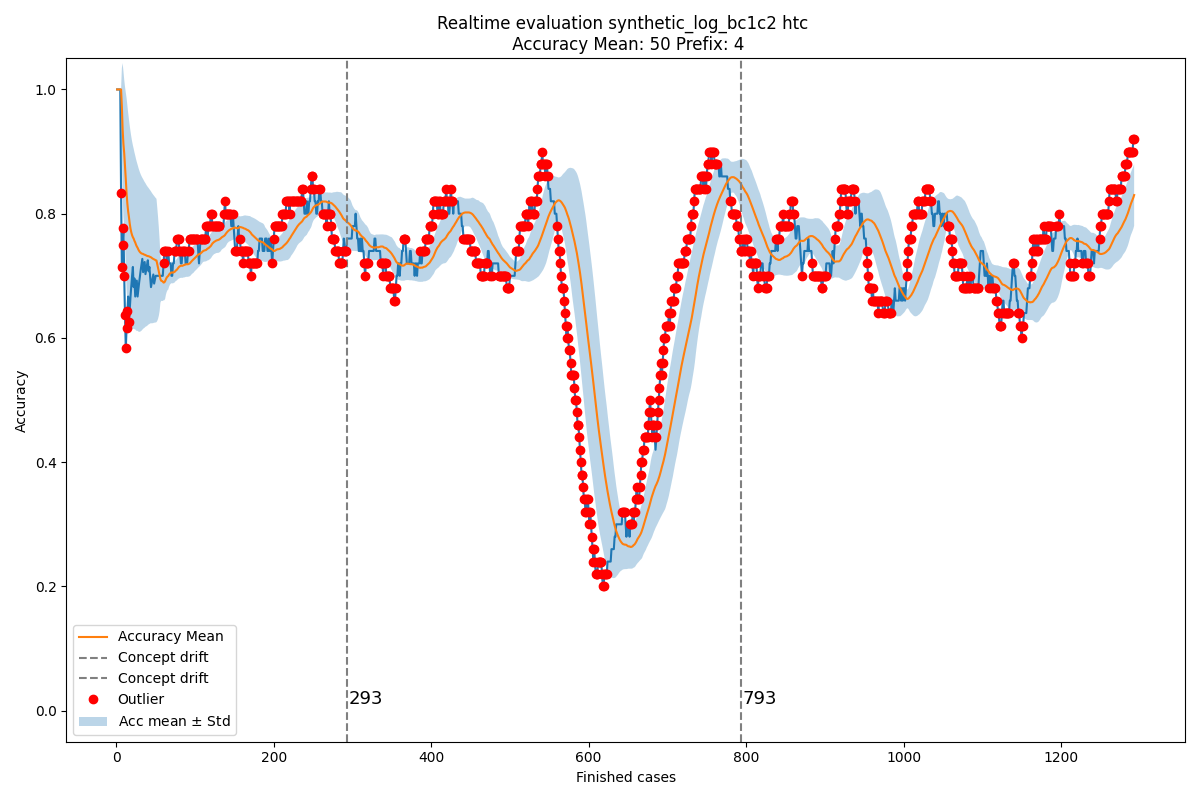 Realtime evaluation synthetic_log_bc1c2 htc
Accuracy Mean: 50 Prefix: 4
Accuracy
1.0
0.8
0.6
0.4
0.2
0.0
Accuracy Mean
Concept drift
Concept drift
Outlier
Acc mean ± Std
293
793
0
200
400
600
800
1000
1200
Finished cases